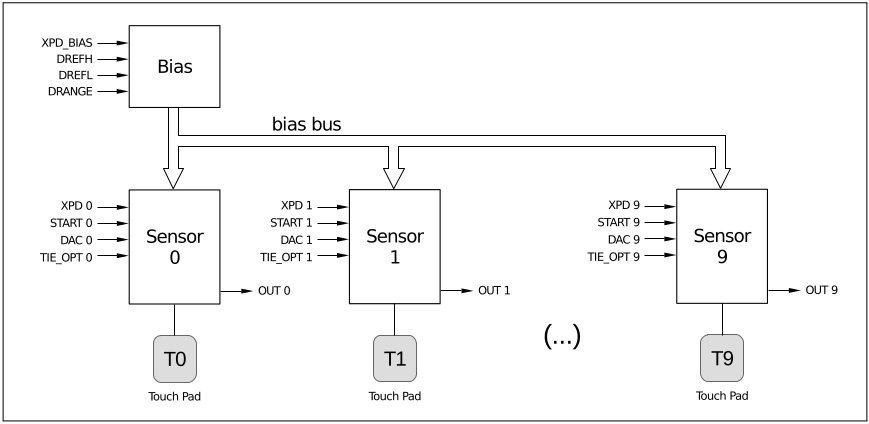 XPD_BIAS
DREFH
DREFL
DRANGE
Bias
bias bus
XPD 0
START 0
DAC 0
TIE_OPT 0
Sensor
0
OUT 0
T0
Touch Pad
XPD 1
START 1
DAC 1
TIE_OPT 1
Sensor
1
OUT 1
T1
Touch Pad
(...)
XPD 9
START 9
DAC 9
TIE_OPT 9
Sensor
9
OUT 9
T9
Touch Pad